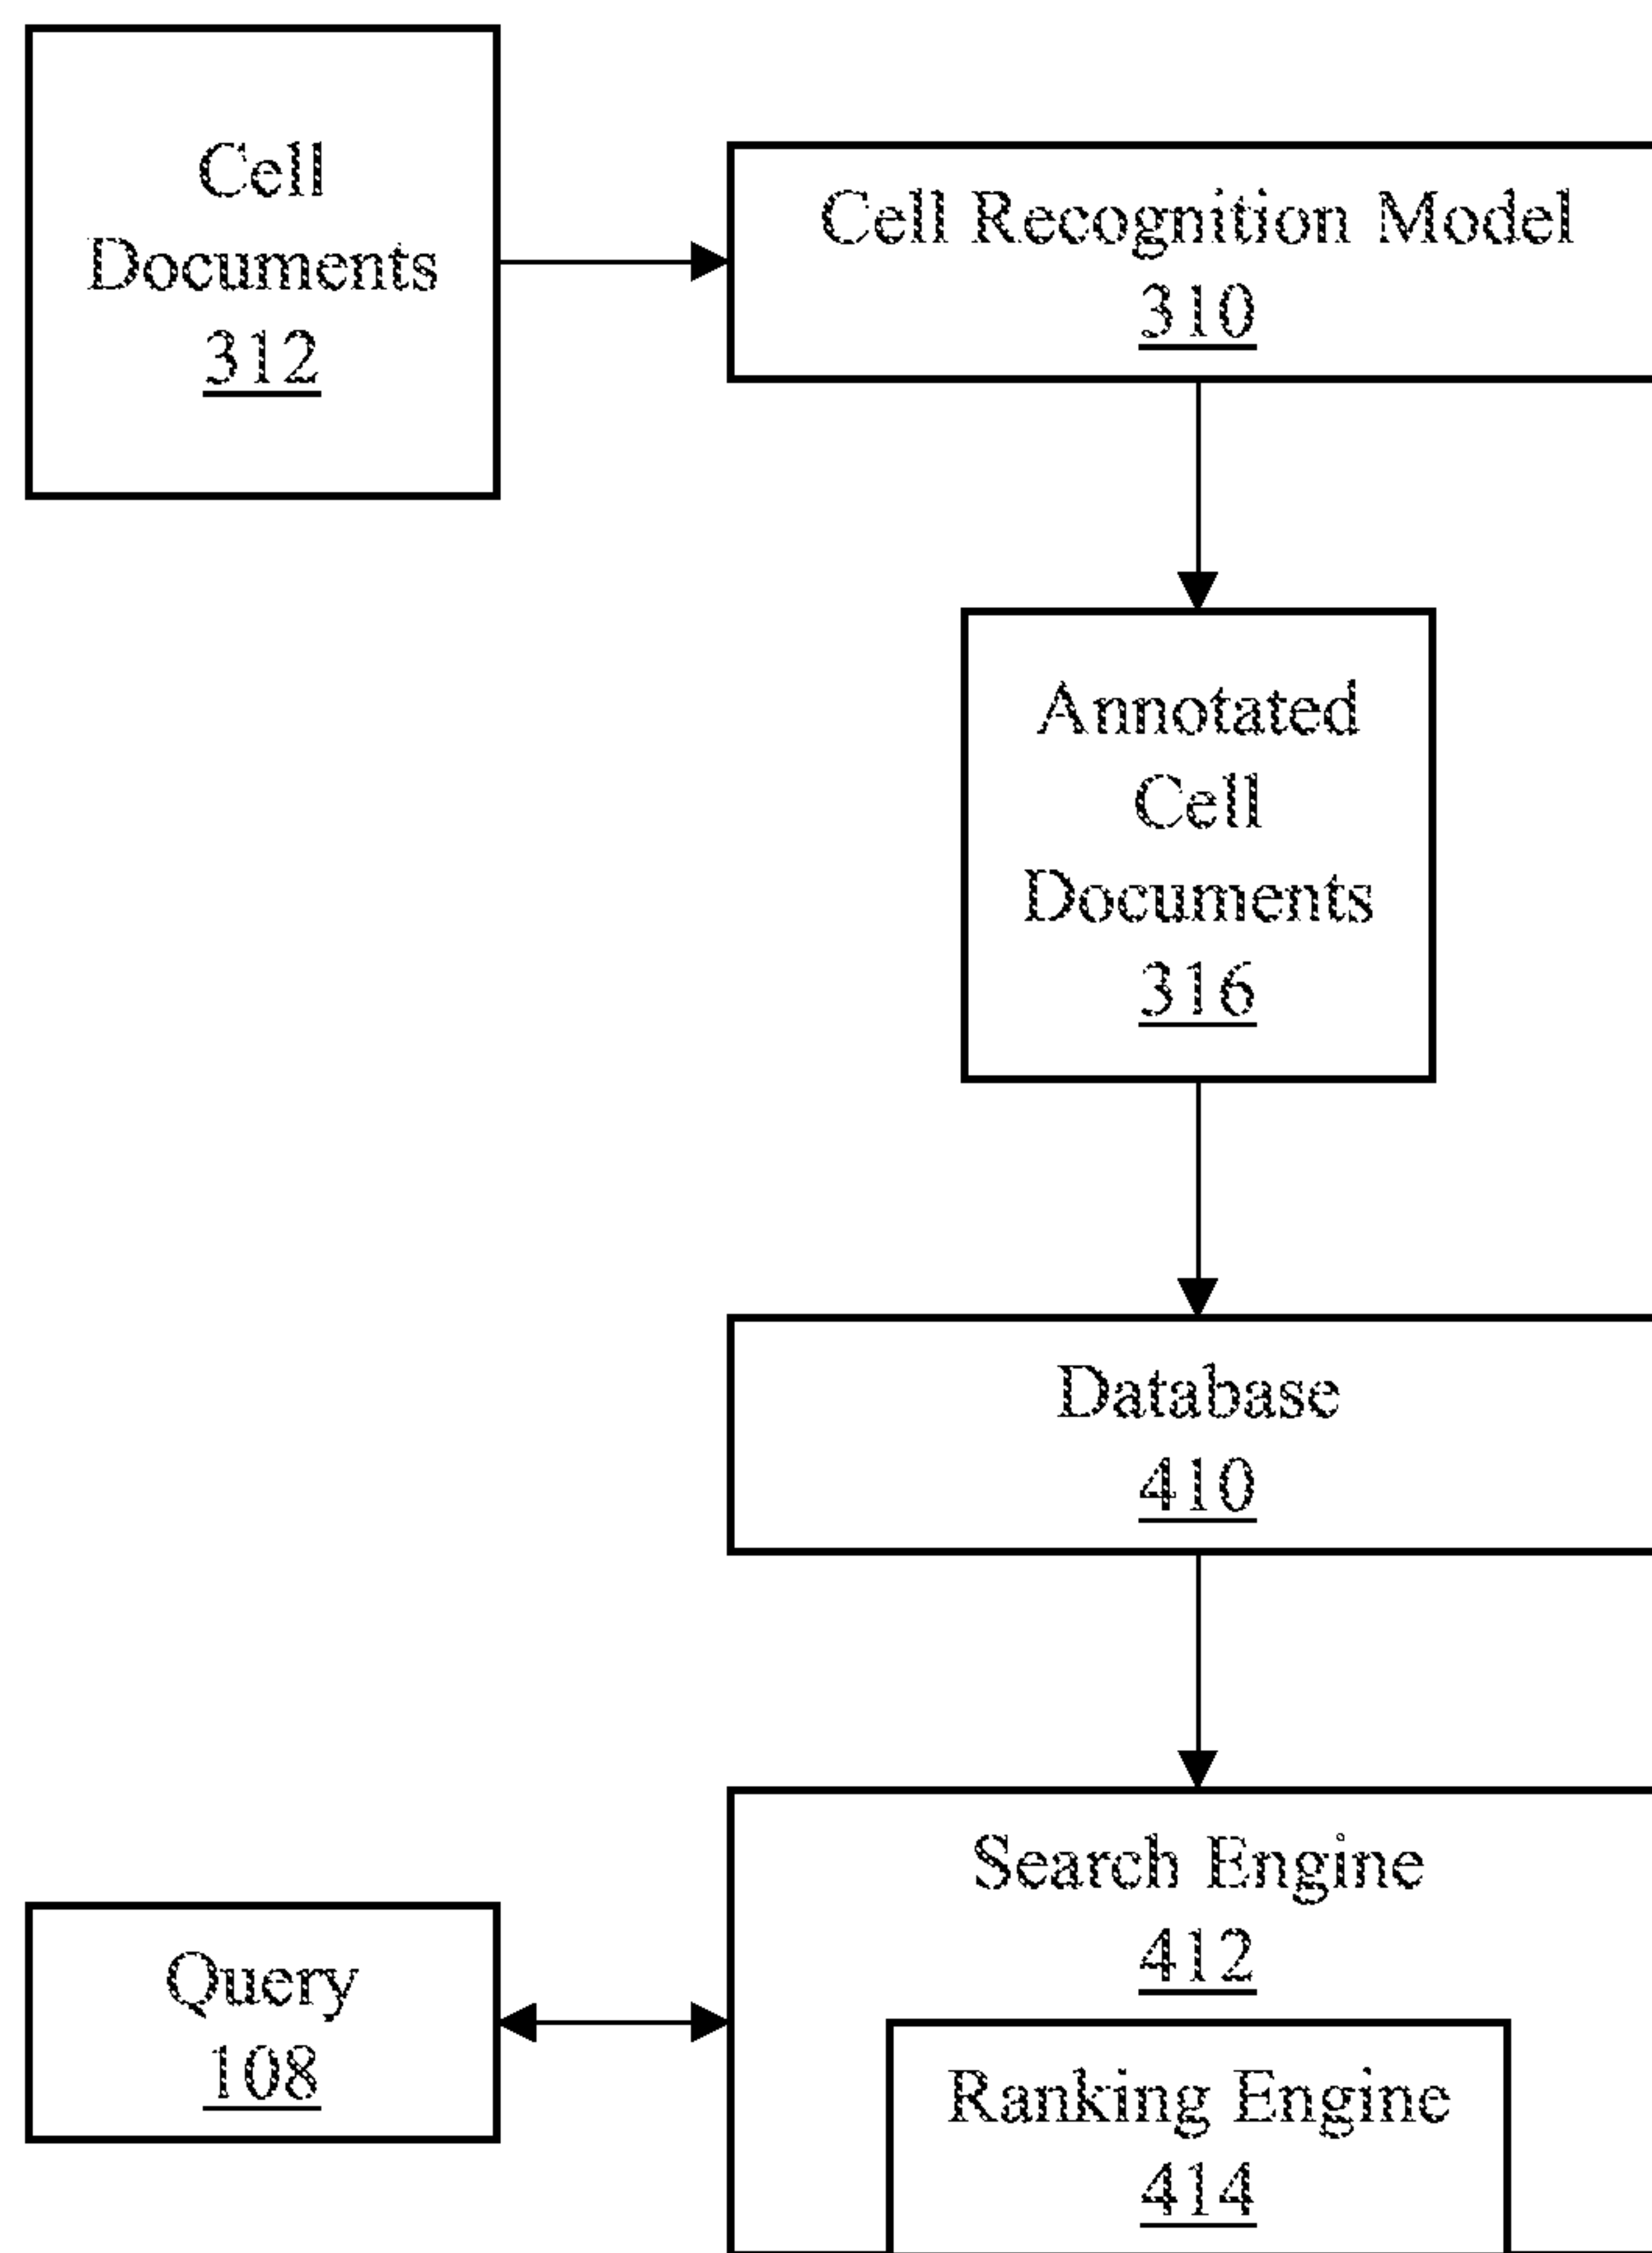 Cell
Documents
312
Cell Recognition Model
310
Annotated
Cell
Documents
316
Database
410
Search Engine
412
Query
108
Ranking Engine
414